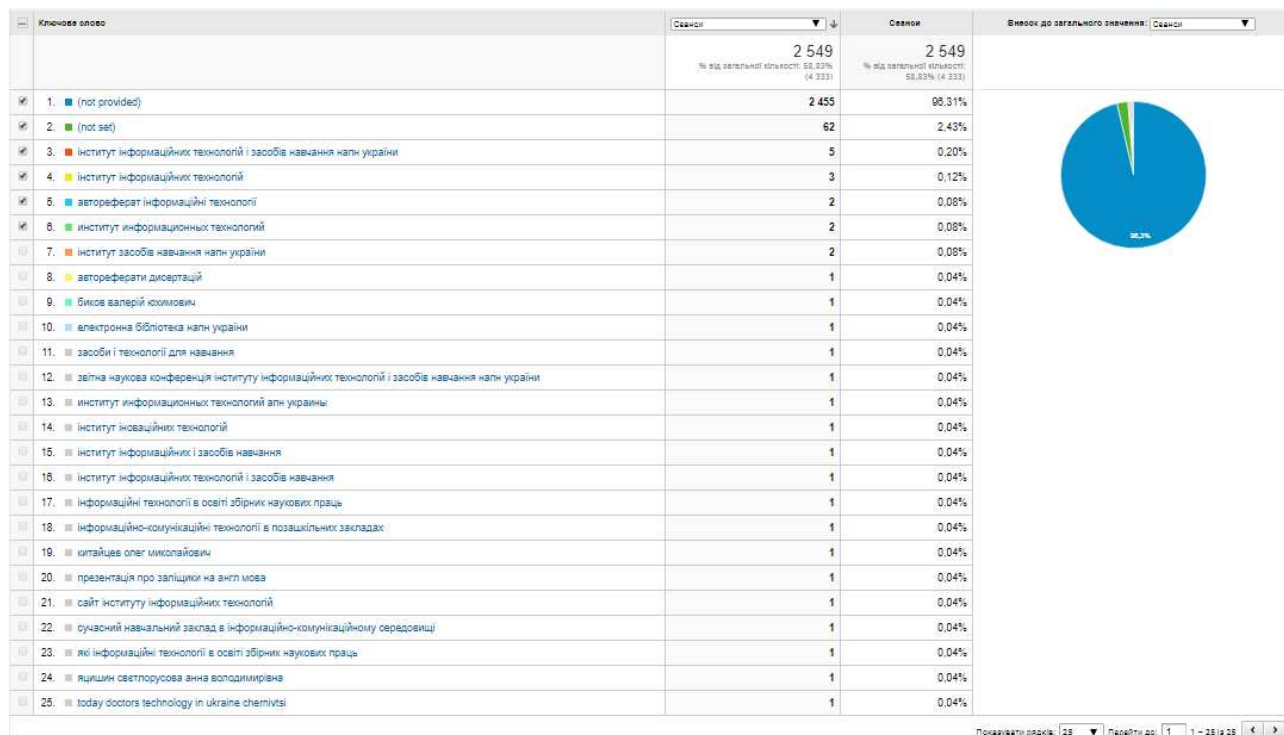 Ключове слово Сеанси Сеанси Внесок до загального значення: Сеанси
2 549 2 549
% від загальної кількості: 58,83% % від загальної кількості:
(4 333) 58,83% (4 333)
1. (not provided) 2 455 96,31%
2. (not set) 62 2,43%
3. інститут інформаційних технологій і засобів навчання напн україни 5 0,20%
4. інститут інформаційних технологій 3 0,12%
5. автореферат інформаційні технології 2 0,08%
6. институт информационных технологий 2 0,08%
7. інститут засобів навчання напн україни 2 0,08%
8. автореферати дисертацій 1 0,04%
9. биков валерій юхимович 1 0,04%
10. електронна бібліотека напн україни 1 0,04%
11. засоби і технології для навчання 1 0,04%
12. звітна наукова конференція інституту інформаційних технологій і засобів навчання напн україни 1 0,04%
13. институт информационных технологий апн украины 1 0,04%
14. інститут іноваційних технологій 1 0,04%
15. інститут інформаційних і засобів навчання 1 0,04%
16. інститут інформаційних технологій і засобів навчання 1 0,04%
17. інформаційні технології в освіті збірник наукових праць 1 0,04%
18. інформаційно-комунікаційні технології в позашкільних закладах 1 0,04%
19. китайцев олег миколайович 1 0,04%
20. презентація про заліщики на англ мова 1 0,04%
21. сайт інституту інформаційних технологій 1 0,04%
22. сучасний навчальний заклад в інформаційно-комунікаційному середовищі 1 0,04%
23. які інформаційні технології в освіті збірник наукових праць 1 0,04%
24. яцишин свєтлорусова анна володимирівна 1 0,04%
25. today doctors technology in ukraine chernivtsi 1 0,04%
96,3%
Показувати рядків: 25 Перейти до: 1 1 – 25 із 25